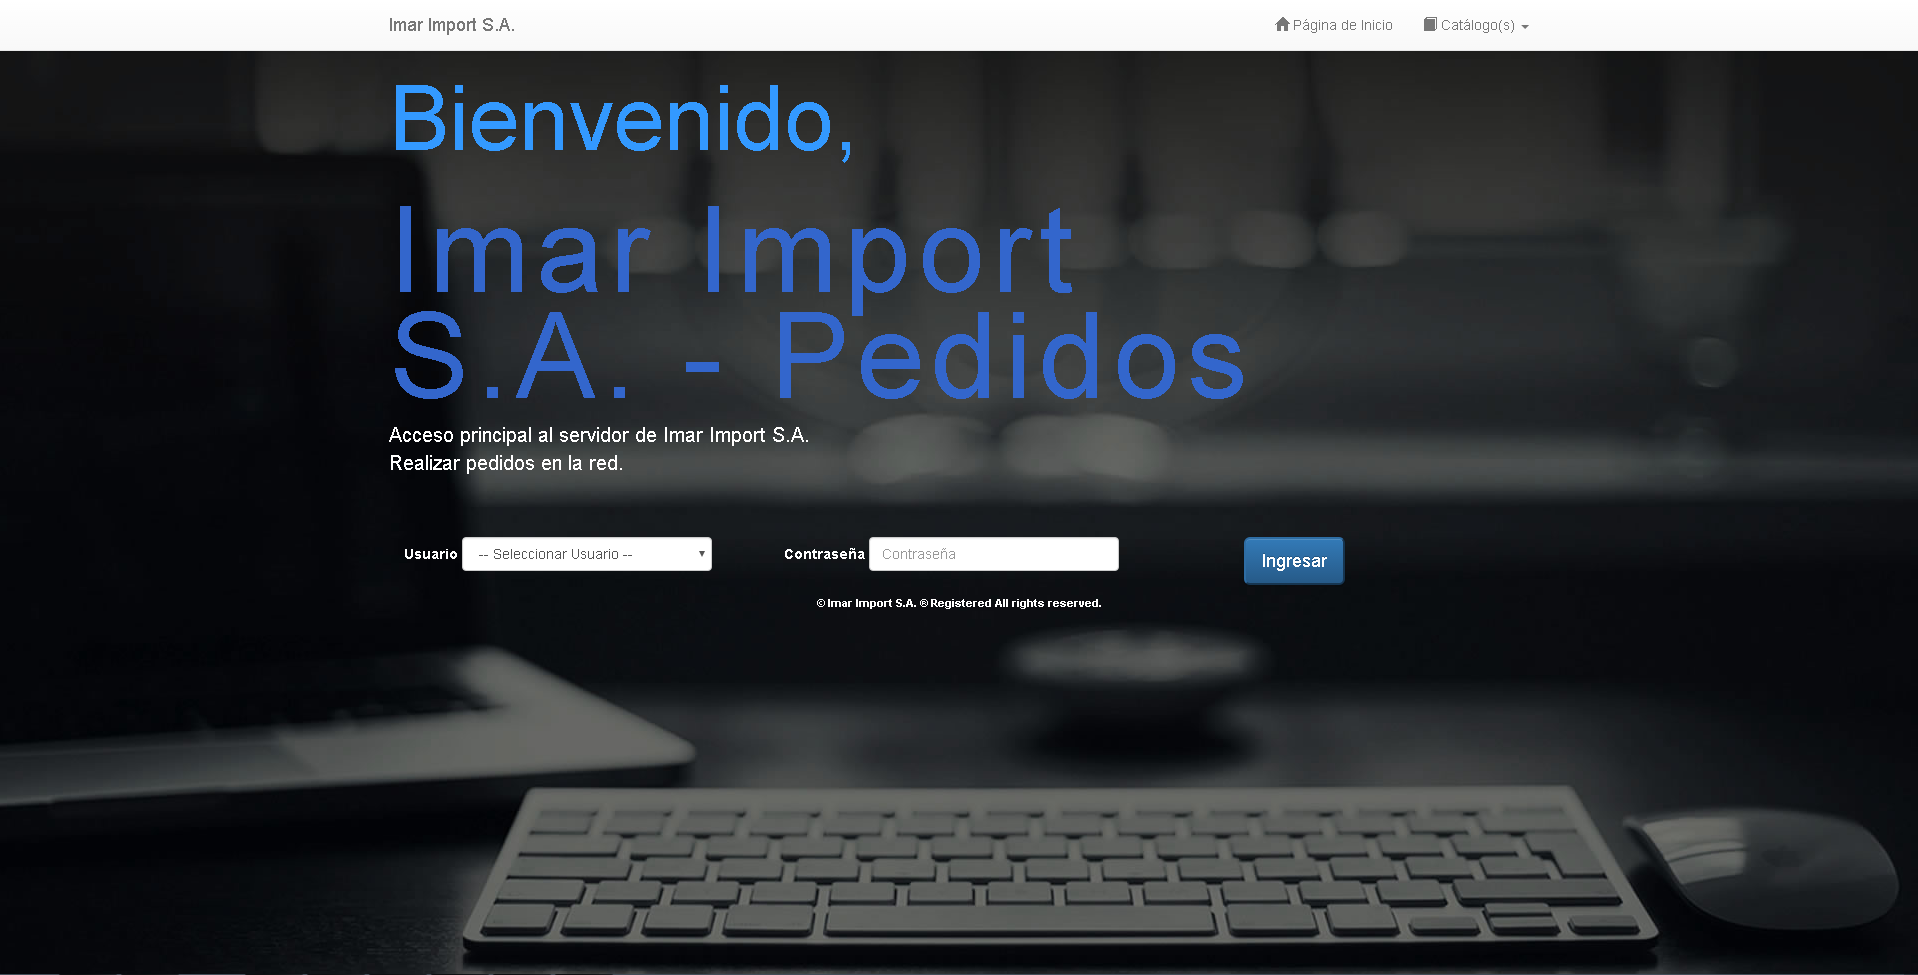 Imar Import S.A.
Página de Inicio
Catálogo(s)
Bienvenido,
Imar Import
S.A. - Pedidos
Acceso principal al servidor de Imar Import S.A.
Realizar pedidos en la red.
Usuario
-- Seleccionar Usuario --
Contraseña
Contraseña
Ingresar
© Imar Import S.A. ® Registered All rights reserved.